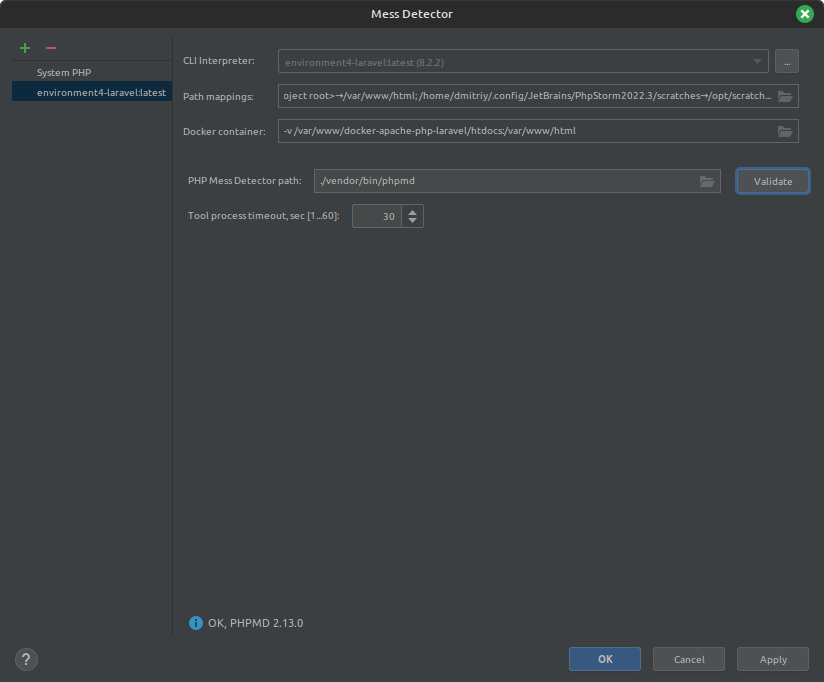 Mess Detector
System PHP
environment4-laravel:latest
CLI Interpreter:
environment4-laravel:latest (8.2.2)
...
Path mappings:
oject root>→/var/www/html;/home/dmitriy/.config/JetBrains/PhpStorm2022.3/scratches→/opt/scratch...
Docker container:
-v /var/www/docker-apache-php-laravel/htdocs:/var/www/html
PHP Mess Detector path:
./vendor/bin/phpmd
Validate
Tool process timeout, sec [1...60]:
30
OK, PHPMD 2.13.0
?
OK
Cancel
Apply